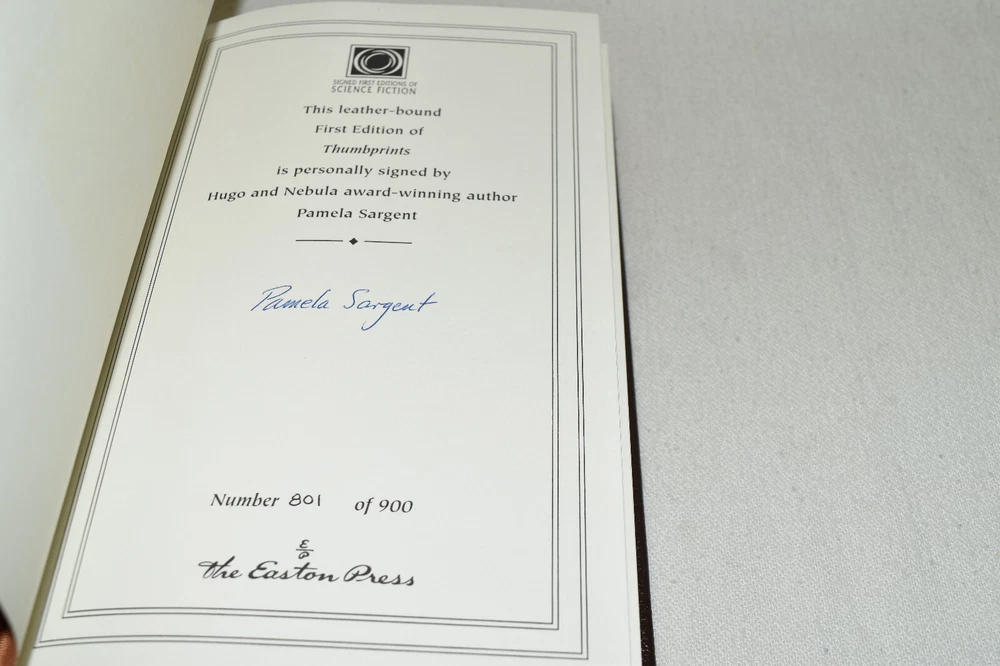 SIGNED FIRST EDITIONS OF
SCIENCE FICTION
This leather-bound
First Edition of
Thumbprints
is personally signed by
Hugo and Nebula award-winning author
Pamela Sargent
Pamela Sargent
Number 801 of 900
E
P
the Easton Press